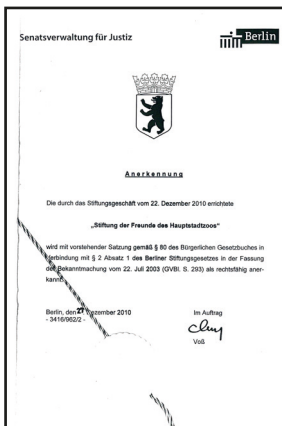 Senatsverwaltung für Justiz
Berlin
Anerkennung
Die durch das Stiftungsgeschäft vom 22. Dezember 2010 errichtete
„Stiftung der Freunde des Hauptstadtzoos"
wird mit vorstehender Satzung gemäß § 80 des Bürgerlichen Gesetzbuches in
Verbindung mit § 2 Absatz 1 des Berliner Stiftungsgesetzes in der Fassung
der Bekanntmachung vom 22. Juli 2003 (GVBl. S. 293) als rechtsfähig aner-
kannt.
Berlin, den Dezember 2010
- 3416/962/2 -
Im Auftrag
Voß